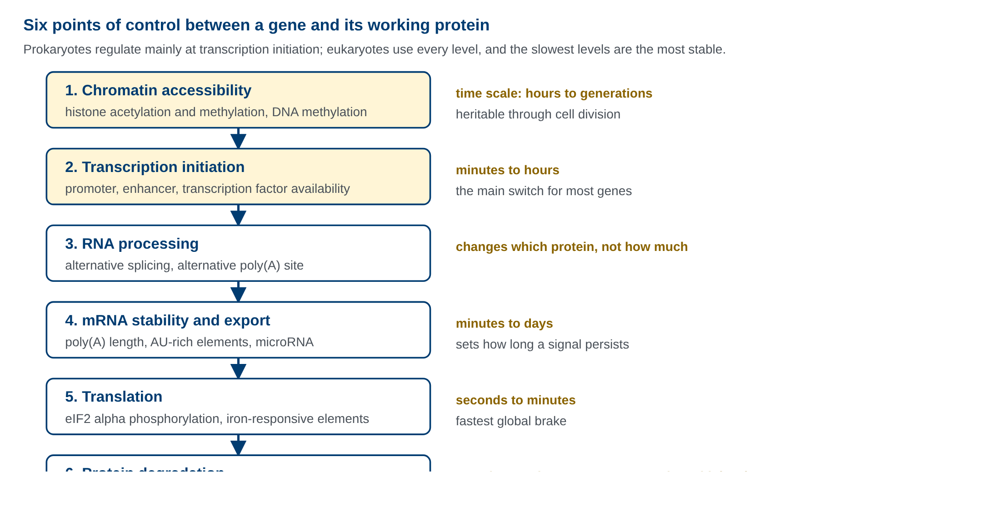 Six points of control between a gene and its working protein
Prokaryotes regulate mainly at transcription initiation; eukaryotes use every level, and the slowest levels are the most stable.
1. Chromatin accessibility
histone acetylation and methylation, DNA methylation
time scale: hours to generations
heritable through cell division
2. Transcription initiation
promoter, enhancer, transcription factor availability
minutes to hours
the main switch for most genes
3. RNA processing
alternative splicing, alternative poly(A) site
changes which protein, not how much
4. mRNA stability and export
poly(A) length, AU-rich elements, microRNA
minutes to days
sets how long a signal persists
5. Translation
eIF2 alpha phosphorylation, iron-responsive elements
seconds to minutes
fastest global brake
6. Protein degradation